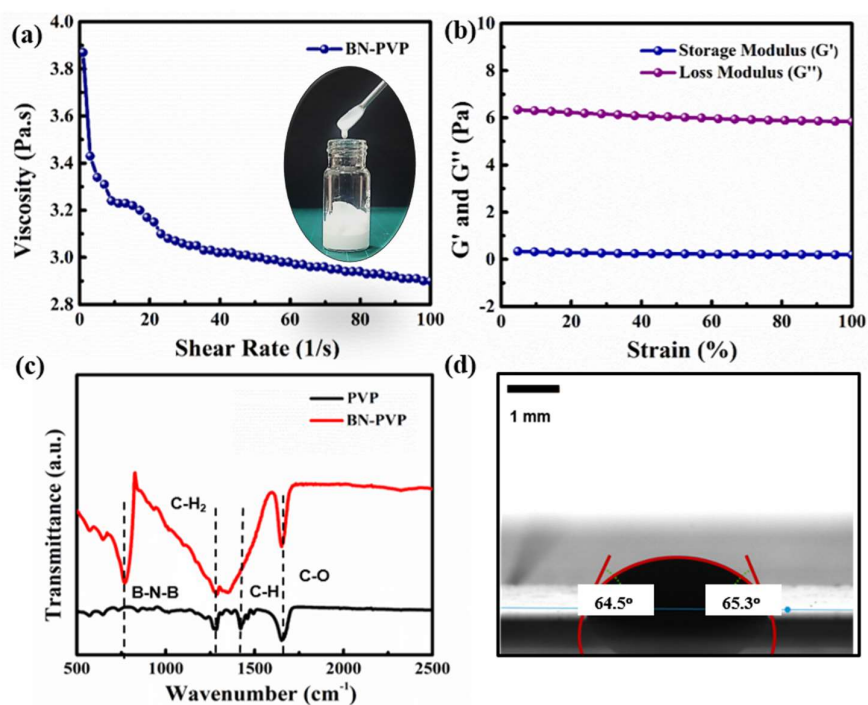 (a)
BN-PVP
4.0
3.8
3.6
3.4
3.2
3.0
2.8
Viscosity (Pa.s)
0 20 40 60 80 100
Shear Rate (1/s)
(b)
Storage Modulus (G')
Loss Modulus (G'')
10
8
6
4
2
0
-2
G' and G'' (Pa)
0 20 40 60 80 100
Strain (%)
(c)
PVP
BN-PVP
Transmittance (a.u.)
C-H₂
B-N-B
C-H
C-O
500 1000 1500 2000 2500
Wavenumber (cm⁻¹)
(d)
1 mm
64.5° 65.3°